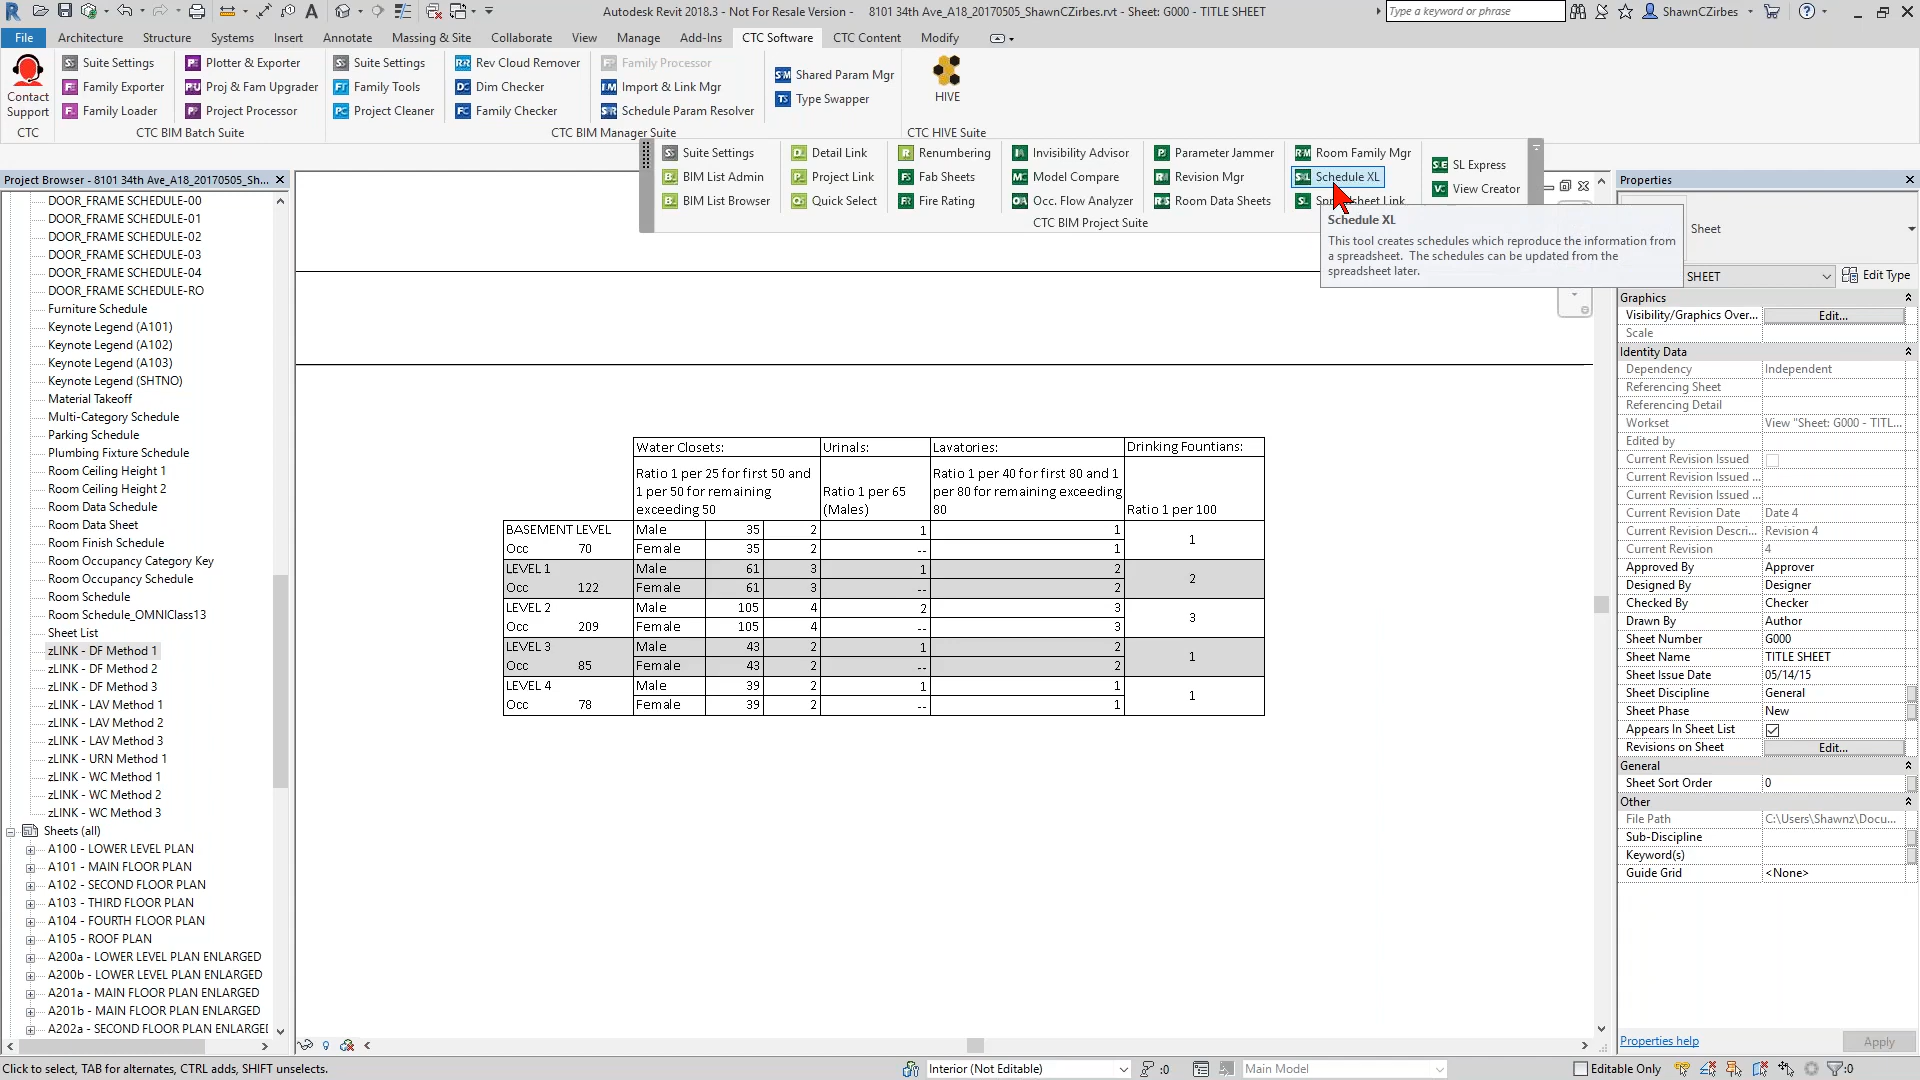 Autodesk Revit 2018.3 - Not For Resale Version - 8101 34th Ave_A18_20170505_ShawnCZirbes.rvt - Sheet: G000 - TITLE SHEET
Type a keyword or phrase
ShawnCZirbes
File Architecture Structure Systems Insert Annotate Massing & Site Collaborate View Manage Add-Ins CTC Software CTC Content Modify
Contact
Support
CTC
Suite Settings
Family Exporter
Family Loader
Plotter & Exporter
Proj & Fam Upgrader
Project Processor
CTC BIM Batch Suite
Suite Settings
Family Tools
Project Cleaner
Rev Cloud Remover
Dim Checker
Family Checker
Family Processor
Import & Link Mgr
Schedule Param Resolver
Shared Param Mgr
Type Swapper
CTC BIM Manager Suite
HIVE
CTC HIVE Suite
Suite Settings
BIM List Admin
BIM List Browser
Detail Link
Project Link
Quick Select
Renumbering
Fab Sheets
Fire Rating
Invisibility Advisor
Model Compare
Occ. Flow Analyzer
Parameter Jammer
Revision Mgr
Room Data Sheets
Room Family Mgr
Schedule XL
Spreadsheet Link
SL Express
View Creator
CTC BIM Project Suite
Schedule XL
This tool creates schedules which reproduce the information from
a spreadsheet. The schedules can be updated from the
spreadsheet later.
Project Browser - 8101 34th Ave_A18_20170505_Sh...
DOOR_FRAME SCHEDULE-00
DOOR_FRAME SCHEDULE-01
DOOR_FRAME SCHEDULE-02
DOOR_FRAME SCHEDULE-03
DOOR_FRAME SCHEDULE-04
DOOR_FRAME SCHEDULE-RO
Furniture Schedule
Keynote Legend (A101)
Keynote Legend (A102)
Keynote Legend (A103)
Keynote Legend (SHTNO)
Material Takeoff
Multi-Category Schedule
Parking Schedule
Plumbing Fixture Schedule
Room Ceiling Height 1
Room Ceiling Height 2
Room Data Schedule
Room Data Sheet
Room Finish Schedule
Room Occupancy Category Key
Room Occupancy Schedule
Room Schedule
Room Schedule_OMNIClass13
Sheet List
zLINK - DF Method 1
zLINK - DF Method 2
zLINK - DF Method 3
zLINK - LAV Method 1
zLINK - LAV Method 2
zLINK - LAV Method 3
zLINK - URN Method 1
zLINK - WC Method 1
zLINK - WC Method 2
zLINK - WC Method 3
Sheets (all)
A100 - LOWER LEVEL PLAN
A101 - MAIN FLOOR PLAN
A102 - SECOND FLOOR PLAN
A103 - THIRD FLOOR PLAN
A104 - FOURTH FLOOR PLAN
A105 - ROOF PLAN
A200a - LOWER LEVEL PLAN ENLARGED
A200b - LOWER LEVEL PLAN ENLARGED
A201a - MAIN FLOOR PLAN ENLARGED
A201b - MAIN FLOOR PLAN ENLARGED
A202a - SECOND FLOOR PLAN ENLARGE
Water Closets: Urinals: Lavatories: Drinking Fountians:
Ratio 1 per 25 for first 50 and
1 per 50 for remaining
exceeding 50
Ratio 1 per 65
(Males)
Ratio 1 per 40 for first 80 and 1
per 80 for remaining exceeding
80
Ratio 1 per 100
BASEMENT LEVEL Male 35 2 1 1 1
Occ 70 Female 35 2 -- 1
LEVEL 1 Male 61 3 1 2 2
Occ 122 Female 61 3 -- 2
LEVEL 2 Male 105 4 2 3 3
Occ 209 Female 105 4 -- 3
LEVEL 3 Male 43 2 1 2 1
Occ 85 Female 43 2 -- 2
LEVEL 4 Male 39 2 1 1 1
Occ 78 Female 39 2 -- 1
Properties
Sheet
SHEET Edit Type
Graphics
Visibility/Graphics Over... Edit...
Scale
Identity Data
Dependency Independent
Referencing Sheet
Referencing Detail
Workset View "Sheet: G000 - TITL...
Edited by
Current Revision Issued
Current Revision Issued ...
Current Revision Issued ...
Current Revision Date Date 4
Current Revision Descri... Revision 4
Current Revision 4
Approved By Approver
Designed By Designer
Checked By Checker
Drawn By Author
Sheet Number G000
Sheet Name TITLE SHEET
Sheet Issue Date 05/14/15
Sheet Discipline General
Sheet Phase New
Appears In Sheet List
Revisions on Sheet Edit...
General
Sheet Sort Order 0
Other
File Path C:\Users\Shawnz\Docu...
Sub-Discipline
Keyword(s)
Guide Grid <None>
Properties help Apply
Click to select, TAB for alternates, CTRL adds, SHIFT unselects.
Interior (Not Editable) :0 Main Model Editable Only :0